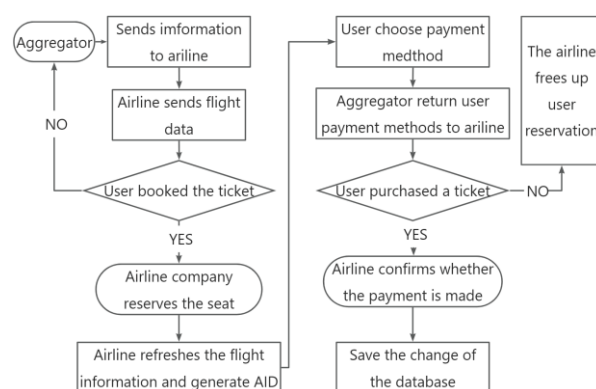 Aggregator
Sends imformation
to ariline
Airline sends flight
data
NO
User booked the ticket
YES
Airline company
reserves the seat
Airline refreshes the flight
information and generate AID
User choose payment
medthod
Aggregator return user
payment methods to ariline
User purchased a ticket
NO
The airline
frees up
user
reservation
YES
Airline confirms whether
the payment is made
Save the change of
the database